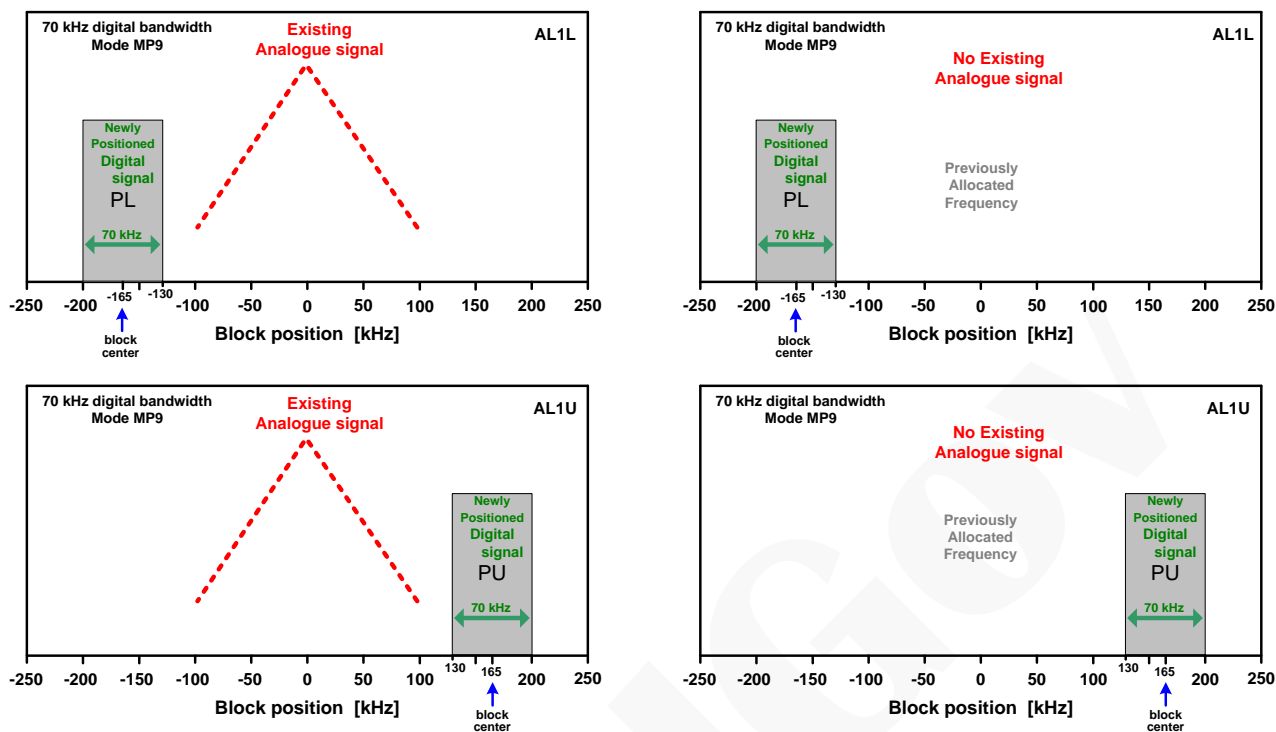 70 kHz digital bandwidth
Mode MP9
Existing
Analogue signal
AL1L
Newly
Positioned
Digital
signal
PL
70 kHz
-250 -200 -150 -100 -50 0 50 100 150 200 250
-165 -130
Block position [kHz]
block
center
70 kHz digital bandwidth
Mode MP9
No Existing
Analogue signal
AL1L
Newly
Positioned
Digital
signal
PL
70 kHz
Previously
Allocated
Frequency
-250 -200 -150 -100 -50 0 50 100 150 200 250
-165 -130
Block position [kHz]
block
center
70 kHz digital bandwidth
Mode MP9
Existing
Analogue signal
AL1U
Newly
Positioned
Digital
signal
PU
70 kHz
130 165
-250 -200 -150 -100 -50 0 50 100 150 200 250
Block position [kHz]
block
center
70 kHz digital bandwidth
Mode MP9
No Existing
Analogue signal
AL1U
Previously
Allocated
Frequency
Newly
Positioned
Digital
signal
PU
70 kHz
130 165
-250 -200 -150 -100 -50 0 50 100 150 200 250
Block position [kHz]
block
center